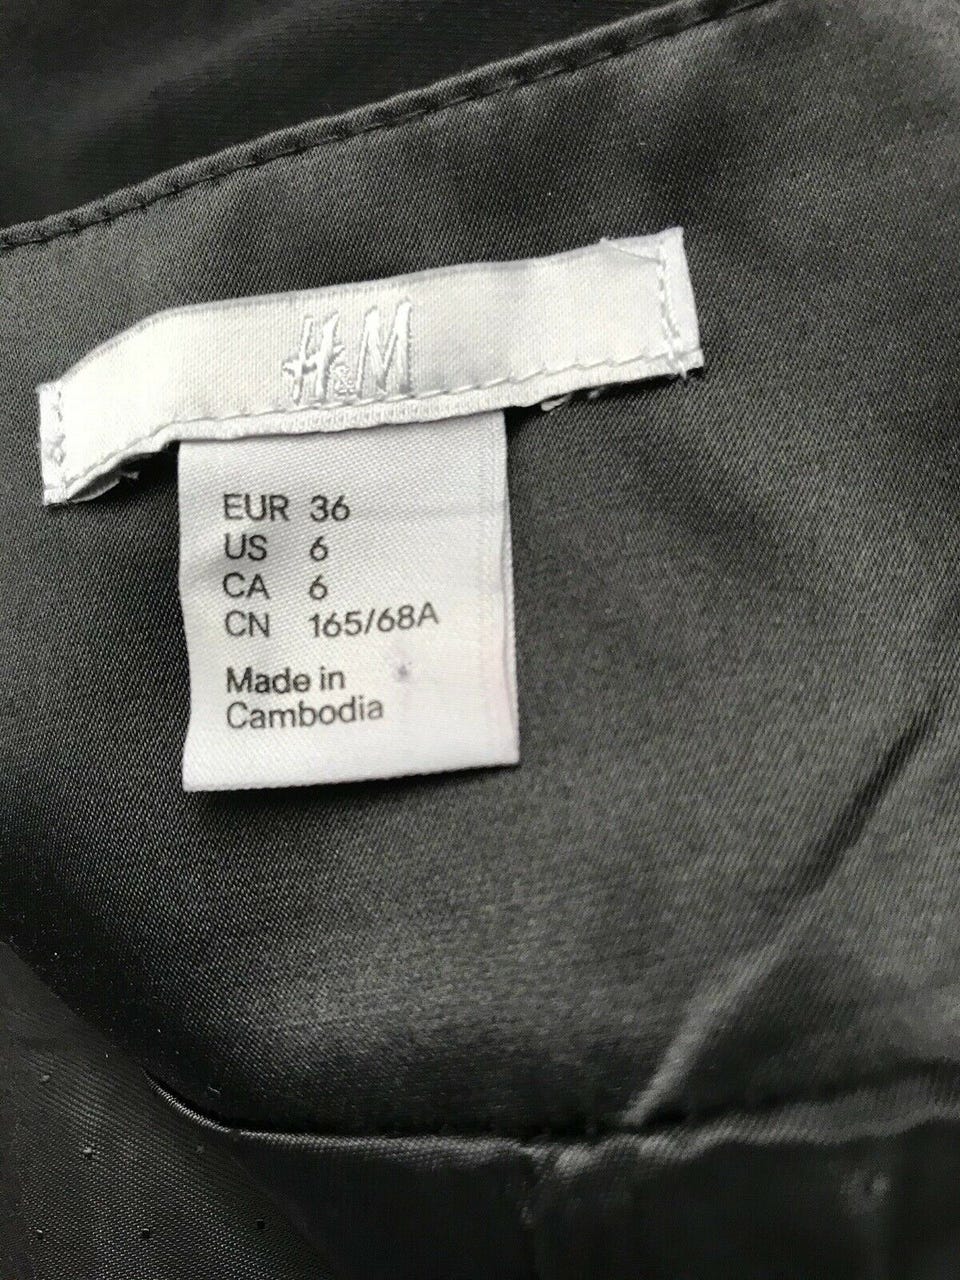 H&M
EUR 36
US 6
CA 6
CN 165/68A
Made in
Cambodia